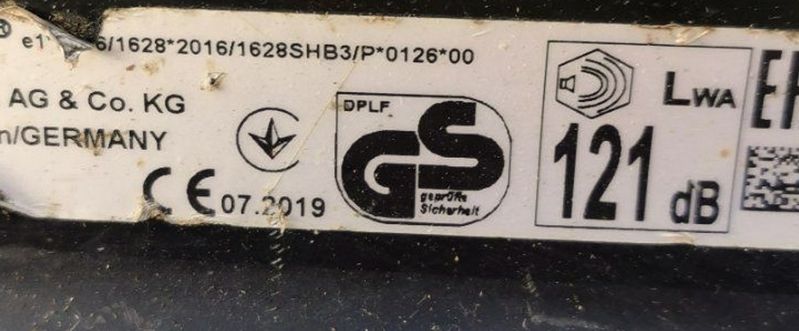 ® e1 6/1628*2016/1628SHB3/P*0126*00
AG & Co. KG
n/GERMANY
CE 07.2019
DPLF
GS
geprüfte
Sicherheit
LWA
121 dB